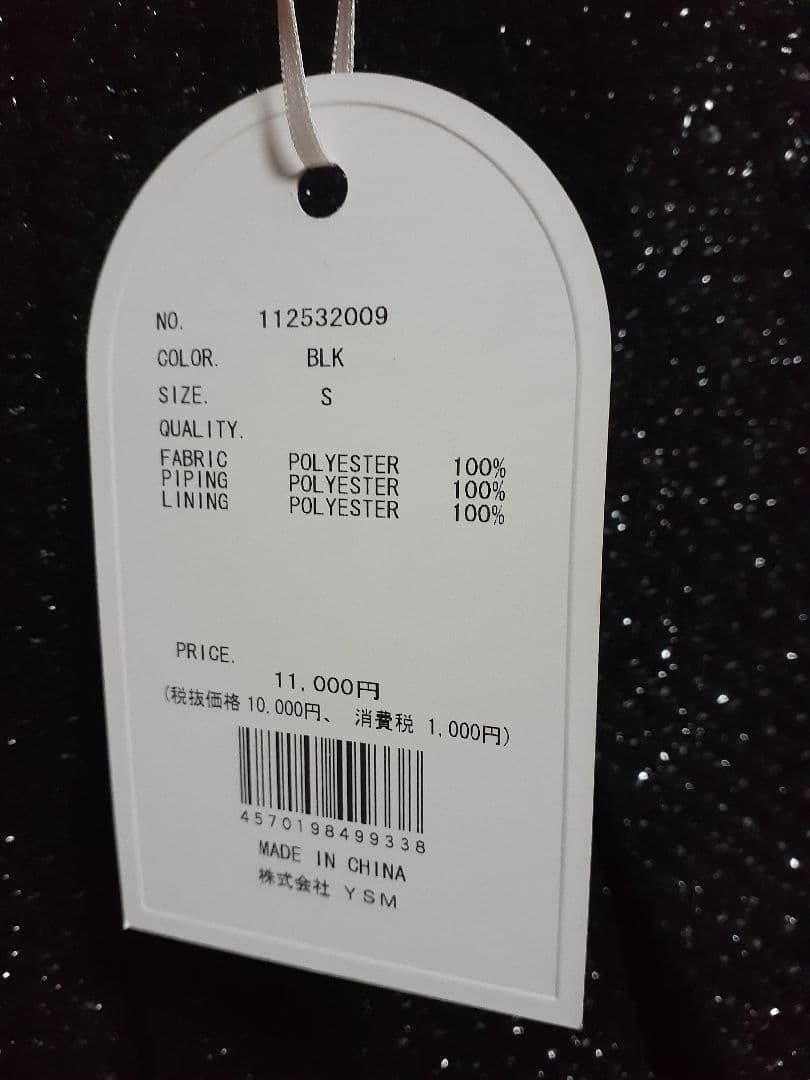 NO. 112532009
COLOR. BLK
SIZE. S
QUALITY.
FABRIC POLYESTER 100%
PIPING POLYESTER 100%
LINING POLYESTER 100%
PRICE.
11,000円
(税抜価格 10,000円、 消費税 1,000円)
4570198499338
MADE IN CHINA
株式会社 YSM